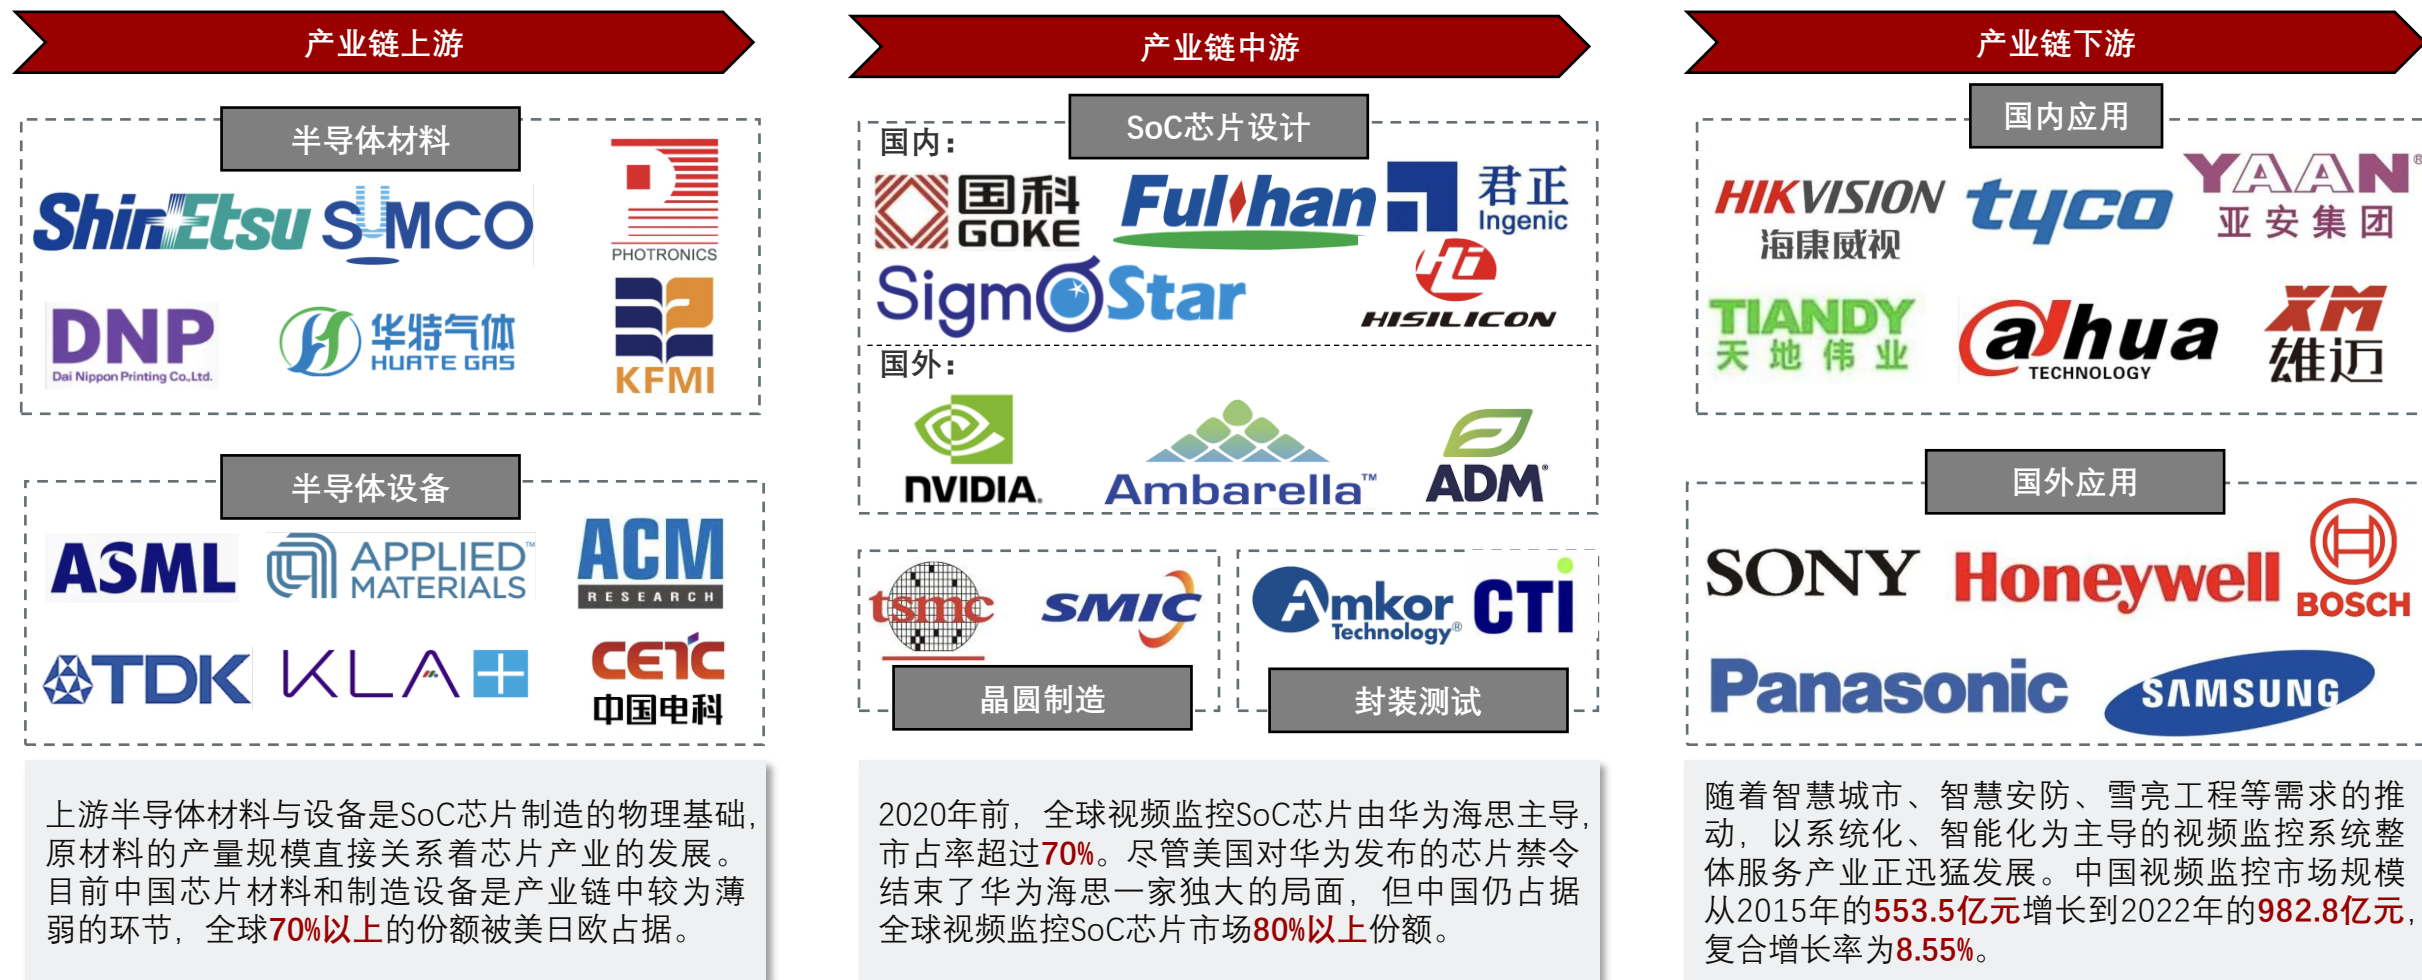 产业链上游
半导体材料
ShinEtsu
SUMCO
PHOTRONICS
DNP
Dai Nippon Printing Co.,Ltd.
华特气体
HUATE GAS
KFMI
半导体设备
ASML
APPLIED MATERIALS™
ACM
RESEARCH
TDK
KLA
CETC
中国电科
上游半导体材料与设备是SoC芯片制造的物理基础,
原材料的产量规模直接关系着芯片产业的发展。
目前中国芯片材料和制造设备是产业链中较为薄
弱的环节，全球70%以上的份额被美日欧占据。
产业链中游
SoC芯片设计
国内：
国科
GOKE
Fulhan
君正
Ingenic
SigmaStar
Hi
HISILICON
国外：
NVIDIA.
Ambarella™
ADM®
tsmc
SMIC
晶圆制造
Amkor
Technology®
CTI
封装测试
2020年前，全球视频监控SoC芯片由华为海思主导,
市占率超过70%。尽管美国对华为发布的芯片禁令
结束了华为海思一家独大的局面，但中国仍占据
全球视频监控SoC芯片市场80%以上份额。
产业链下游
国内应用
HIKVISION
海康威视
tyco
YAAN®
亚安集团
TIANDY
天地伟业
alhua
TECHNOLOGY
XM
雄迈
国外应用
SONY
Honeywell
BOSCH
Panasonic
SAMSUNG
随着智慧城市、智慧安防、雪亮工程等需求的推
动，以系统化、智能化为主导的视频监控系统整
体服务产业正迅猛发展。中国视频监控市场规模
从2015年的553.5亿元增长到2022年的982.8亿元,
复合增长率为8.55%。